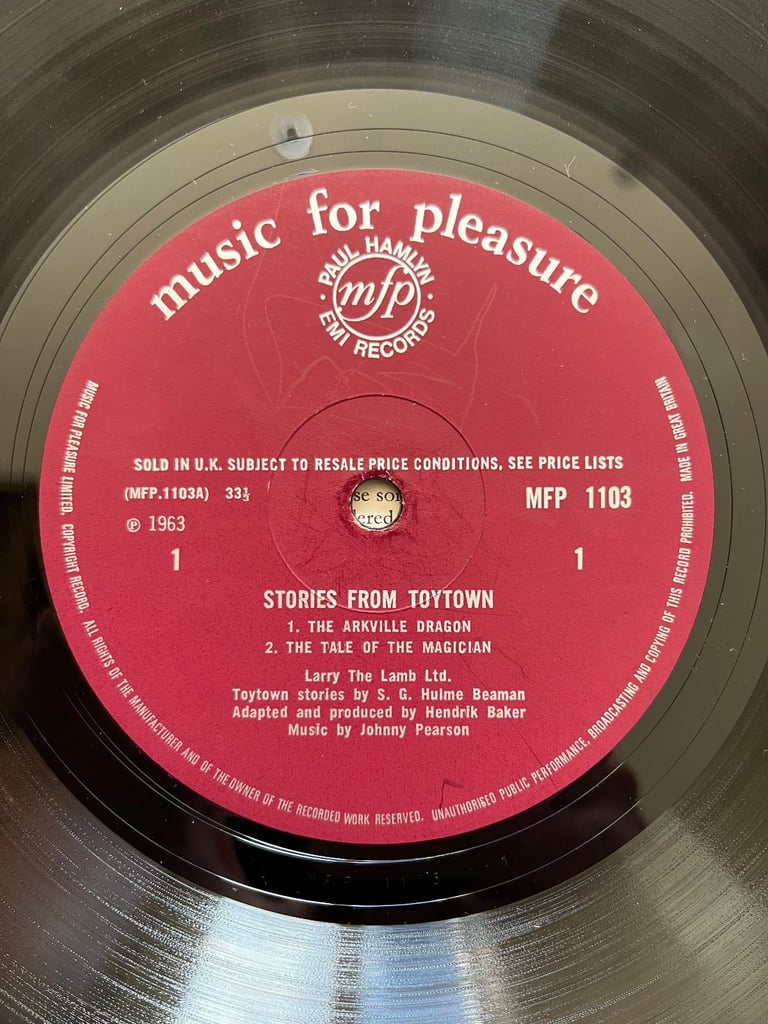 music for pleasure
PAUL HAMLYN
mfp
EMI RECORDS
SOLD IN U.K. SUBJECT TO RESALE PRICE CONDITIONS, SEE PRICE LISTS
(MFP.1103A) 33⅓
MFP 1103
℗ 1963
1
1
se so
ered
STORIES FROM TOYTOWN
1. THE ARKVILLE DRAGON
2. THE TALE OF THE MAGICIAN
Larry The Lamb Ltd.
Toytown stories by S. G. Hulme Beaman
Adapted and produced by Hendrik Baker
Music by Johnny Pearson
MUSIC FOR PLEASURE LIMITED. COPYRIGHT RECORD. ALL RIGHTS OF THE MANUFACTURER AND OF THE OWNER OF THE RECORDED WORK RESERVED. UNAUTHORISED PUBLIC PERFORMANCE, BROADCASTING AND COPYING OF THIS RECORD PROHIBITED. MADE IN GREAT BRITAIN